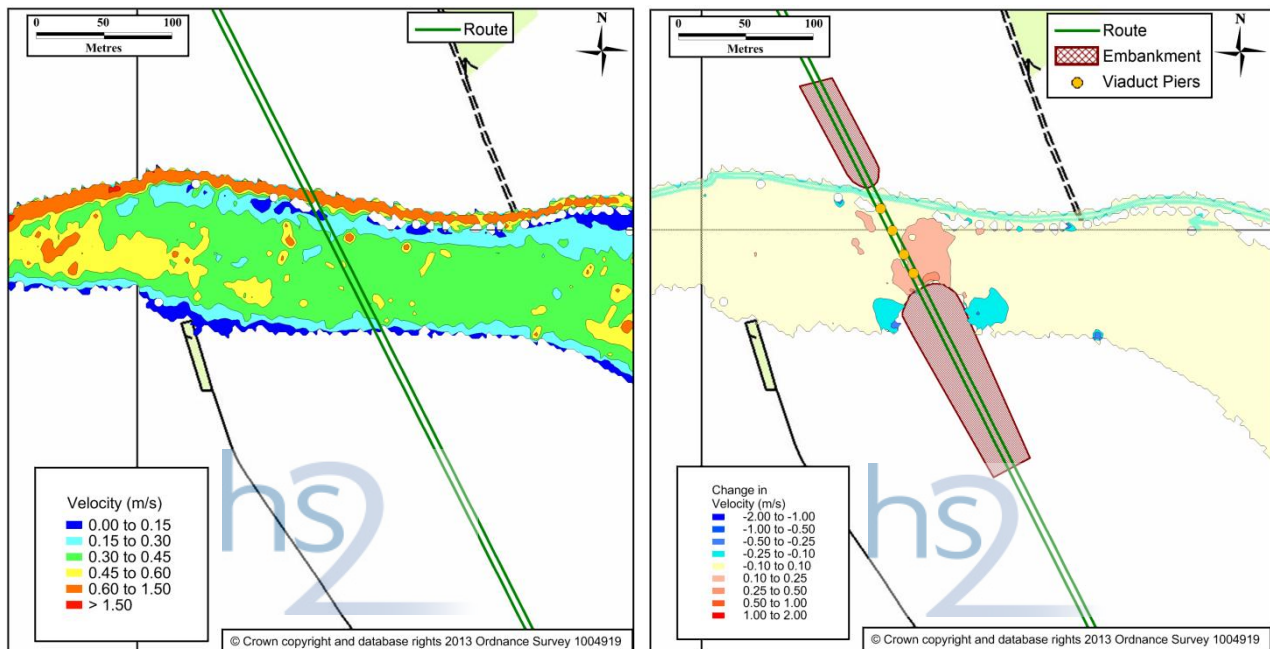 0 50 100
Metres
Route
N
Velocity (m/s)
0.00 to 0.15
0.15 to 0.30
0.30 to 0.45
0.45 to 0.60
0.60 to 1.50
> 1.50
hs2
© Crown copyright and database rights 2013 Ordnance Survey 1004919
0 50 100
Metres
Route
Embankment
Viaduct Piers
N
Change in
Velocity (m/s)
-2.00 to -1.00
-1.00 to -0.50
-0.50 to -0.25
-0.25 to -0.10
-0.10 to 0.10
0.10 to 0.25
0.25 to 0.50
0.50 to 1.00
1.00 to 2.00
hs2
© Crown copyright and database rights 2013 Ordnance Survey 1004919